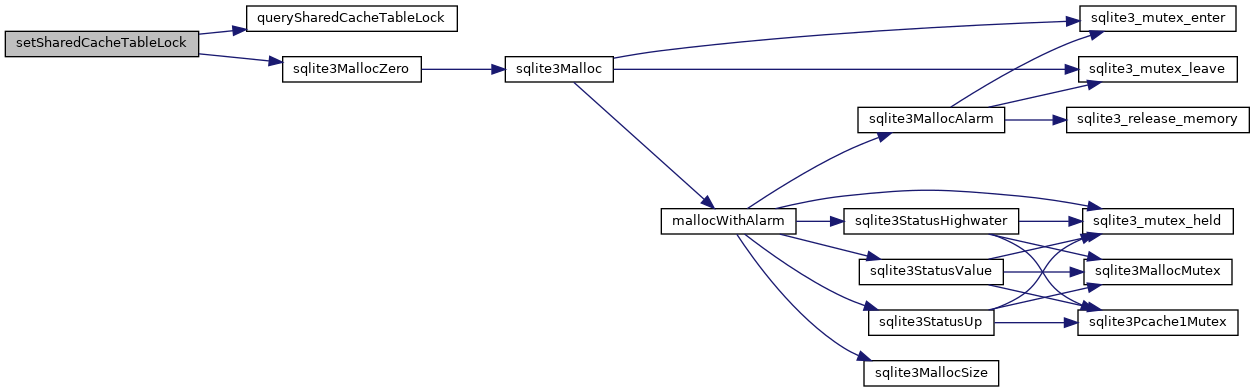 setSharedCacheTableLock
querySharedCacheTableLock
sqlite3MallocZero
sqlite3Malloc
mallocWithAlarm
sqlite3MallocAlarm
sqlite3StatusHighwater
sqlite3StatusValue
sqlite3StatusUp
sqlite3MallocSize
sqlite3_mutex_enter
sqlite3_mutex_leave
sqlite3_release_memory
sqlite3_mutex_held
sqlite3MallocMutex
sqlite3Pcache1Mutex